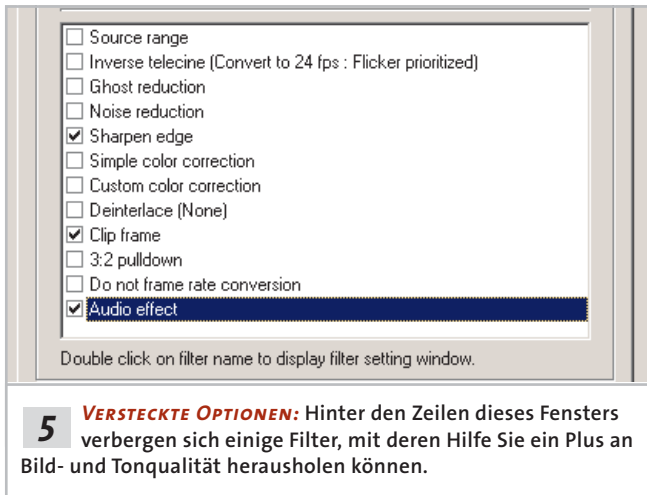 Source range
Inverse telecine (Convert to 24 fps : Flicker prioritized)
Ghost reduction
Noise reduction
Sharpen edge
Simple color correction
Custom color correction
Deinterlace (None)
Clip frame
3:2 pulldown
Do not frame rate conversion
Audio effect
Double click on filter name to display filter setting window.
5 VERSTECKTE OPTIONEN: Hinter den Zeilen dieses Fensters
verbergen sich einige Filter, mit deren Hilfe Sie ein Plus an
Bild- und Tonqualität herausholen können.